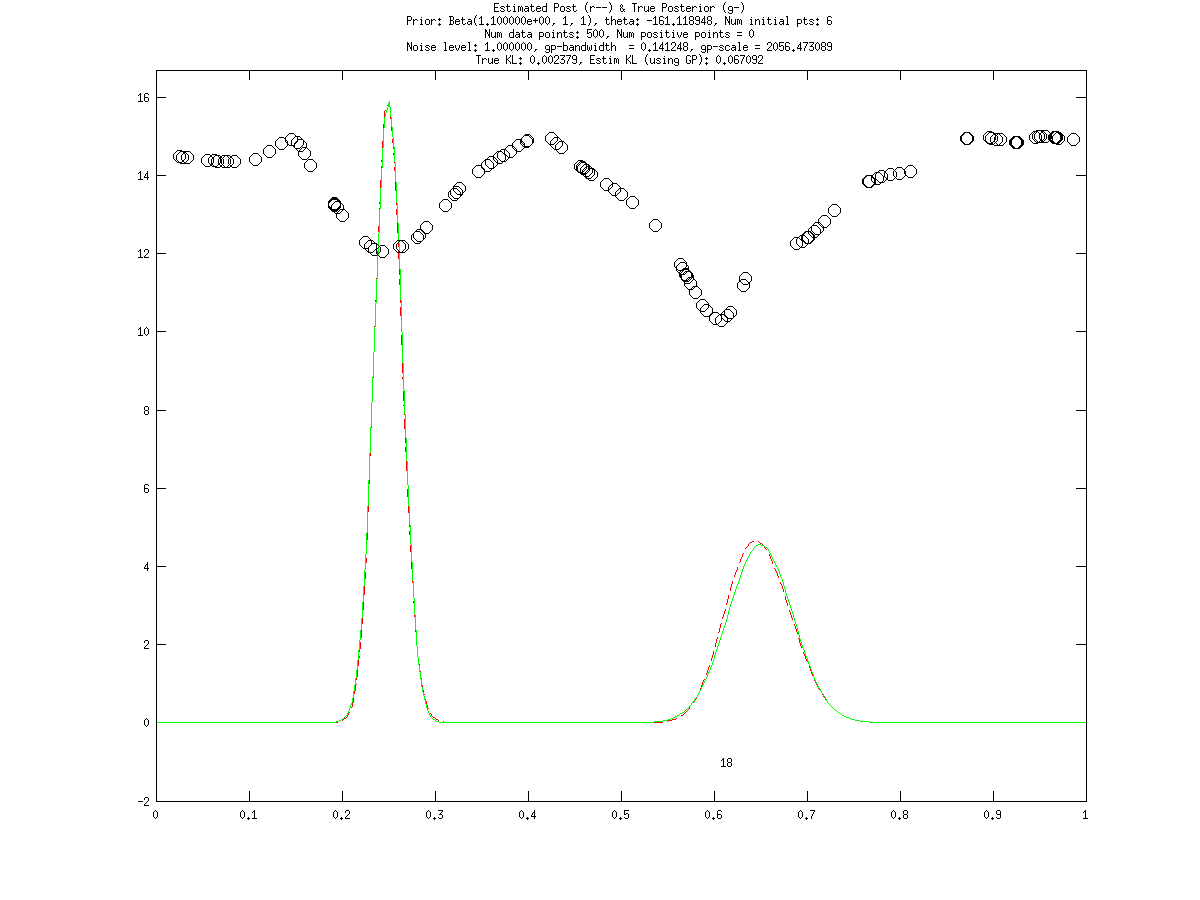 Estimated Post (r--) & True Posterior (g-)
Prior: Beta(1.100000e+00, 1, 1), theta: -161.118948, Num initial pts: 6
Num data points: 500, Num positive points = 0
Noise level: 1.000000, gp-bandwidth  = 0.141248, gp-scale = 2056.473089
True KL: 0.002379, Estim KL (using GP): 0.067092
16
14
12
10
8
6
4
2
0
18
-2
0 0.1 0.2 0.3 0.4 0.5 0.6 0.7 0.8 0.9 1